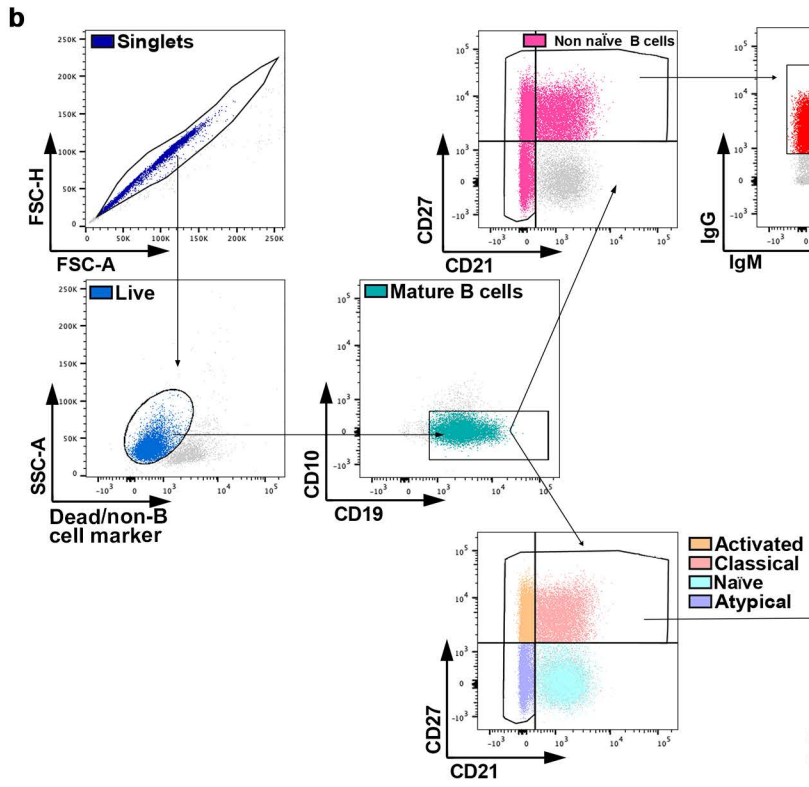 b
Singlets
250K
200K
150K
100K
50K
0
FSC-H
0 50K 100K 150K 200K 250K
FSC-A
Non naïve B cells
10⁵
10⁴
10³
0
-10³
CD27
-10³ 0 10³ 10⁴ 10⁵
CD21
10⁵
10⁴
10³
0
-10³
IgG
-10³ 0
IgM
Live
250K
200K
150K
100K
50K
0
SSC-A
-10³ 0 10³ 10⁴ 10⁵
Dead/non-B
cell marker
Mature B cells
10⁵
10⁴
10³
0
-10³
CD10
-10³ 0 10³ 10⁴ 10⁵
CD19
10⁵
10⁴
10³
0
-10³
CD27
-10³ 0 10³ 10⁴ 10⁵
CD21
Activated
Classical
Naïve
Atypical